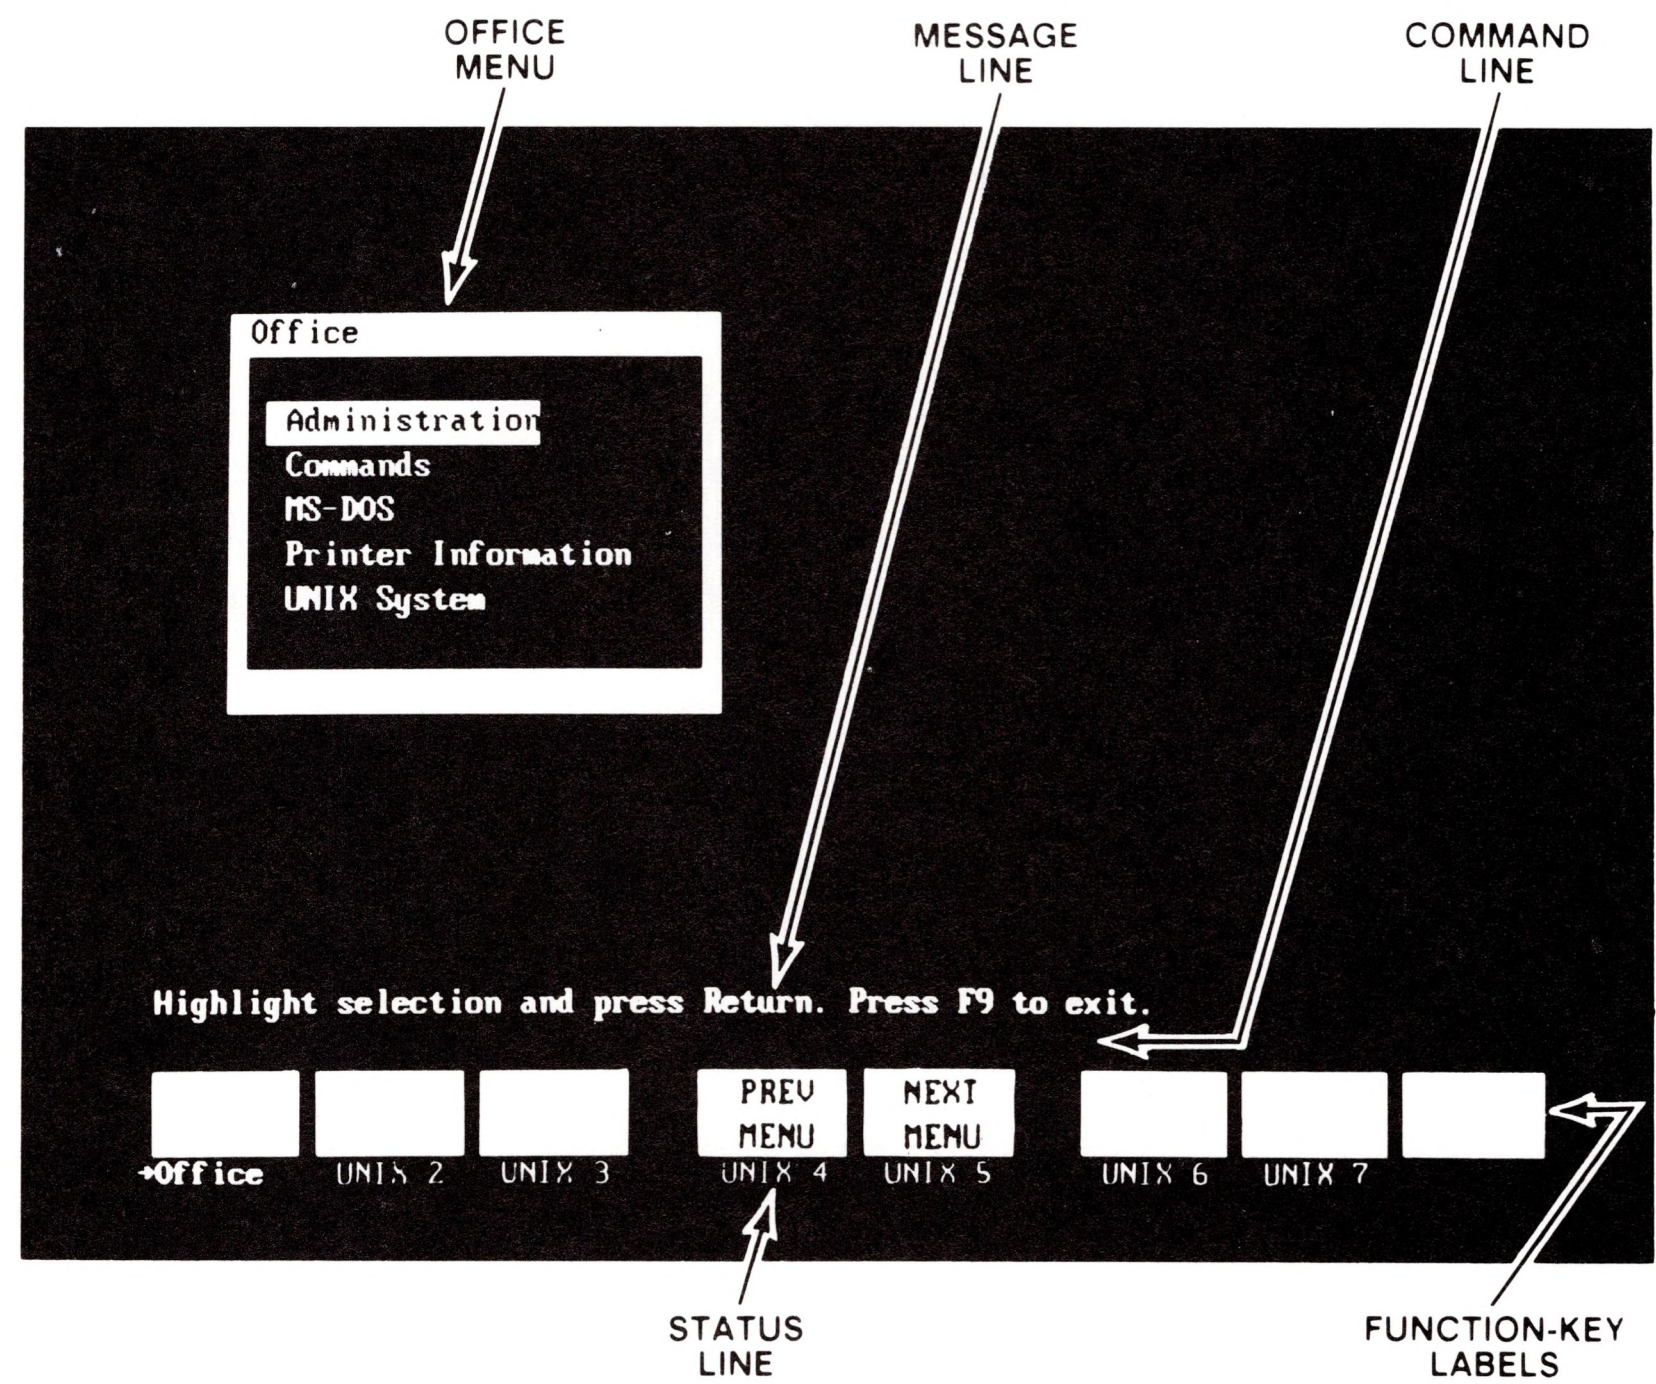 OFFICE
MENU
MESSAGE
LINE
COMMAND
LINE
Office
Administration
Commands
MS-DOS
Printer Information
UNIX System
Highlight selection and press Return. Press F9 to exit.
PREV
MENU
NEXT
MENU
→Office UNIX 2 UNIX 3 UNIX 4 UNIX 5 UNIX 6 UNIX 7
STATUS
LINE
FUNCTION-KEY
LABELS